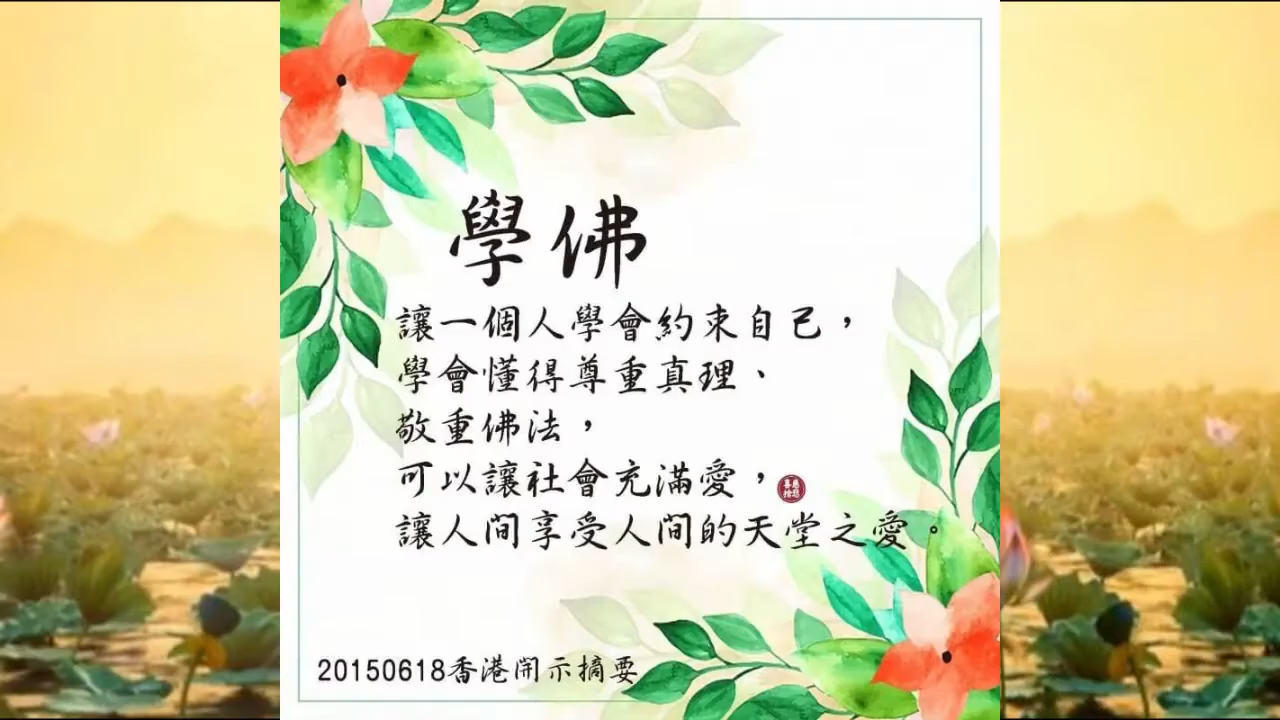 學佛
讓一個人學會約束自己，
學會懂得尊重真理、
敬重佛法，
可以讓社會充滿愛，
讓人間享受人間的天堂之愛。
20150618香港開示摘要